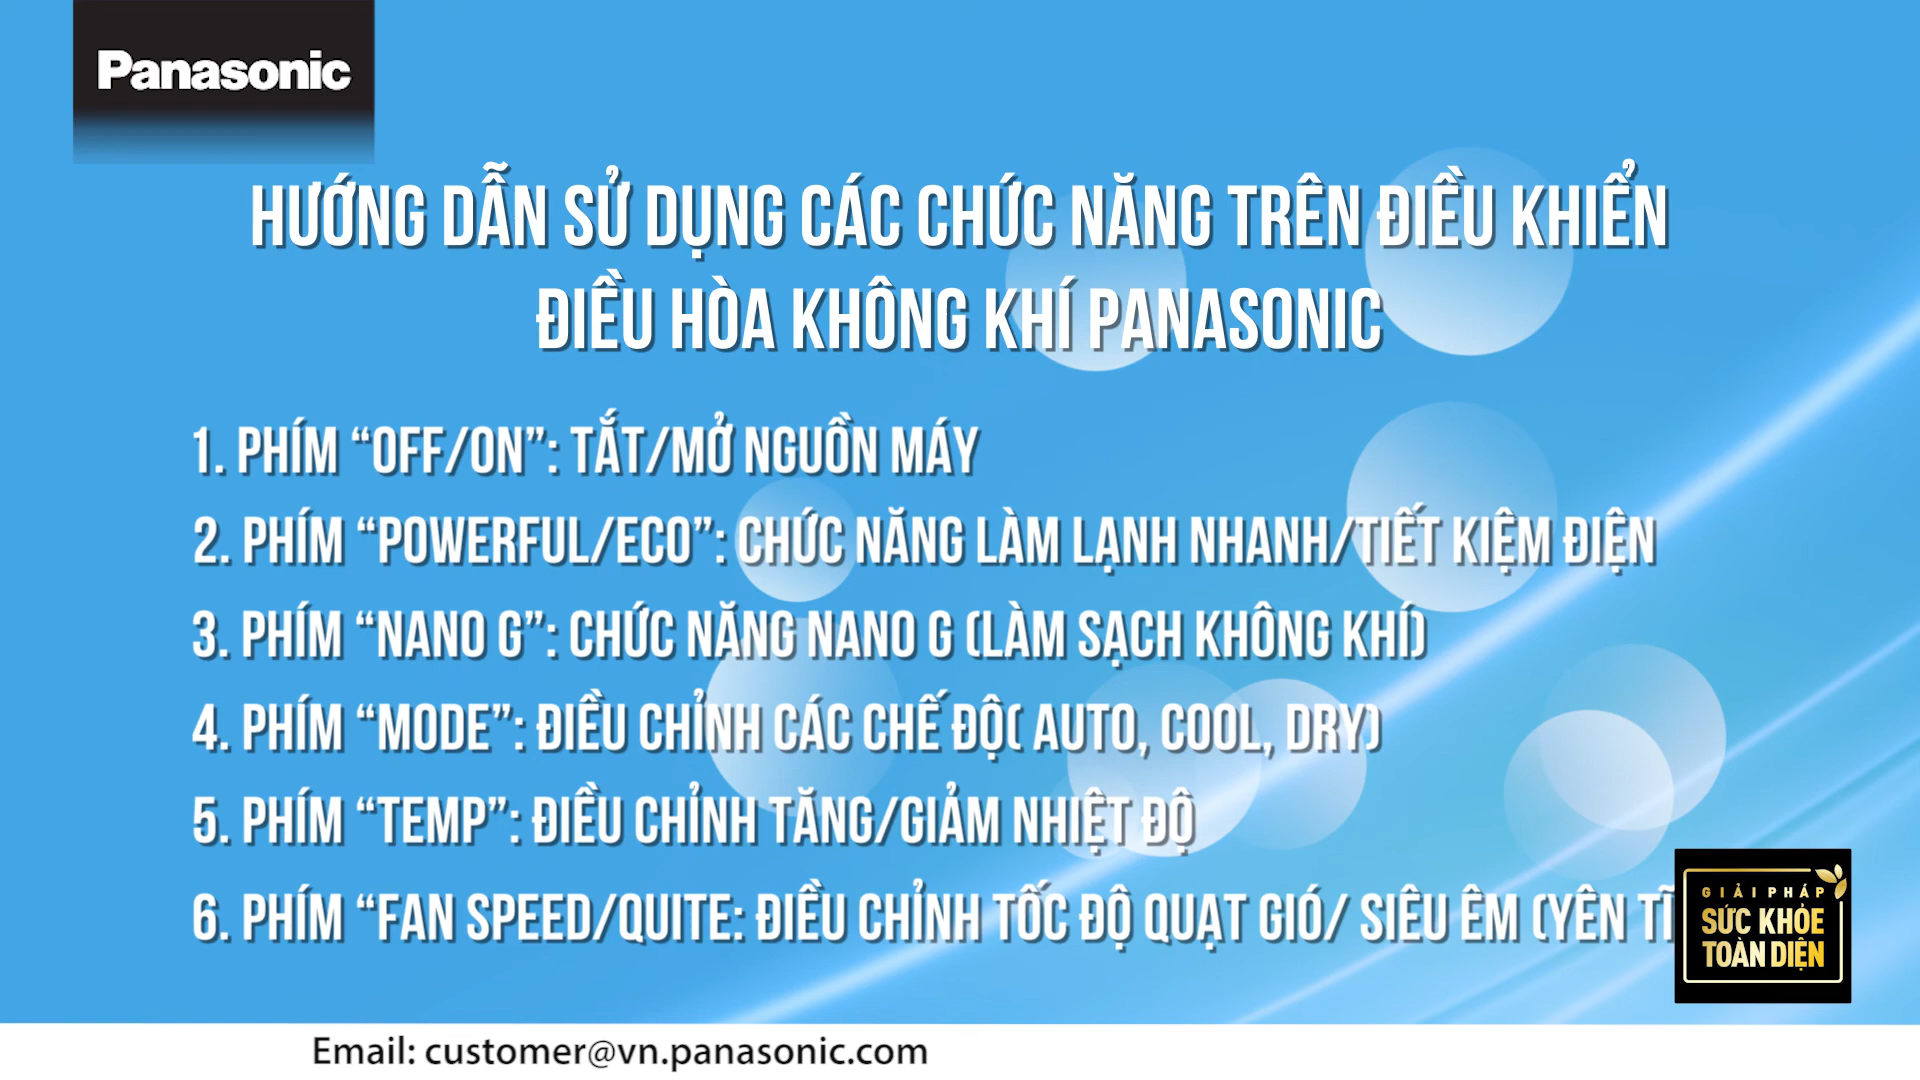 Panasonic
HƯỚNG DẪN SỬ DỤNG CÁC CHỨC NĂNG TRÊN ĐIỀU KHIỂN
ĐIỀU HÒA KHÔNG KHÍ PANASONIC
1. PHÍM “OFF/ON”: TẮT/MỞ NGUỒN MÁY
2. PHÍM “POWERFUL/ECO”: CHỨC NĂNG LÀM LẠNH NHANH/TIẾT KIỆM ĐIỆN
3. PHÍM “NANO G”: CHỨC NĂNG NANO G (LÀM SẠCH KHÔNG KHÍ)
4. PHÍM “MODE”: ĐIỀU CHỈNH CÁC CHẾ ĐỘ( AUTO, COOL, DRY)
5. PHÍM “TEMP”: ĐIỀU CHỈNH TĂNG/GIẢM NHIỆT ĐỘ
6. PHÍM “FAN SPEED/QUITE: ĐIỀU CHỈNH TỐC ĐỘ QUẠT GIÓ/ SIÊU ÊM (YÊN
GIẢI PHÁP
SỨC KHỎE
TOÀN DIỆN
Email: customer@vn.panasonic.com